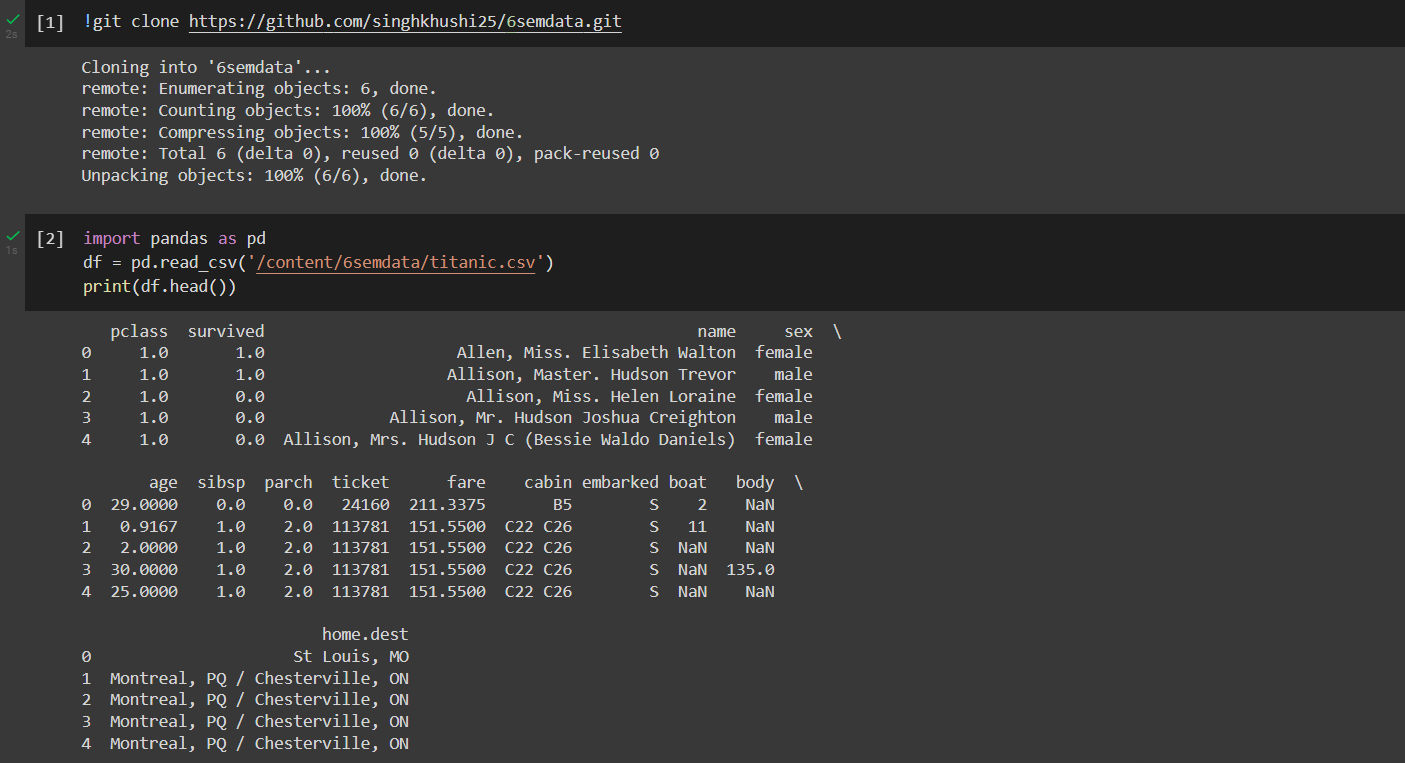 [1] !git clone https://github.com/singhkhushi25/6semdata.git
2s
Cloning into '6semdata'...
remote: Enumerating objects: 6, done.
remote: Counting objects: 100% (6/6), done.
remote: Compressing objects: 100% (5/5), done.
remote: Total 6 (delta 0), reused 0 (delta 0), pack-reused 0
Unpacking objects: 100% (6/6), done.
[2] import pandas as pd
1s
df = pd.read_csv('/content/6semdata/titanic.csv')
print(df.head())
   pclass  survived                                             name     sex  \
0     1.0       1.0                    Allen, Miss. Elisabeth Walton  female
1     1.0       1.0                   Allison, Master. Hudson Trevor    male
2     1.0       0.0                     Allison, Miss. Helen Loraine  female
3     1.0       0.0             Allison, Mr. Hudson Joshua Creighton    male
4     1.0       0.0  Allison, Mrs. Hudson J C (Bessie Waldo Daniels)  female
       age  sibsp  parch  ticket      fare    cabin embarked boat   body  \
0  29.0000    0.0    0.0   24160  211.3375       B5        S    2    NaN
1   0.9167    1.0    2.0  113781  151.5500  C22 C26        S   11    NaN
2   2.0000    1.0    2.0  113781  151.5500  C22 C26        S  NaN    NaN
3  30.0000    1.0    2.0  113781  151.5500  C22 C26        S  NaN  135.0
4  25.0000    1.0    2.0  113781  151.5500  C22 C26        S  NaN    NaN
                         home.dest
0                     St Louis, MO
1  Montreal, PQ / Chesterville, ON
2  Montreal, PQ / Chesterville, ON
3  Montreal, PQ / Chesterville, ON
4  Montreal, PQ / Chesterville, ON